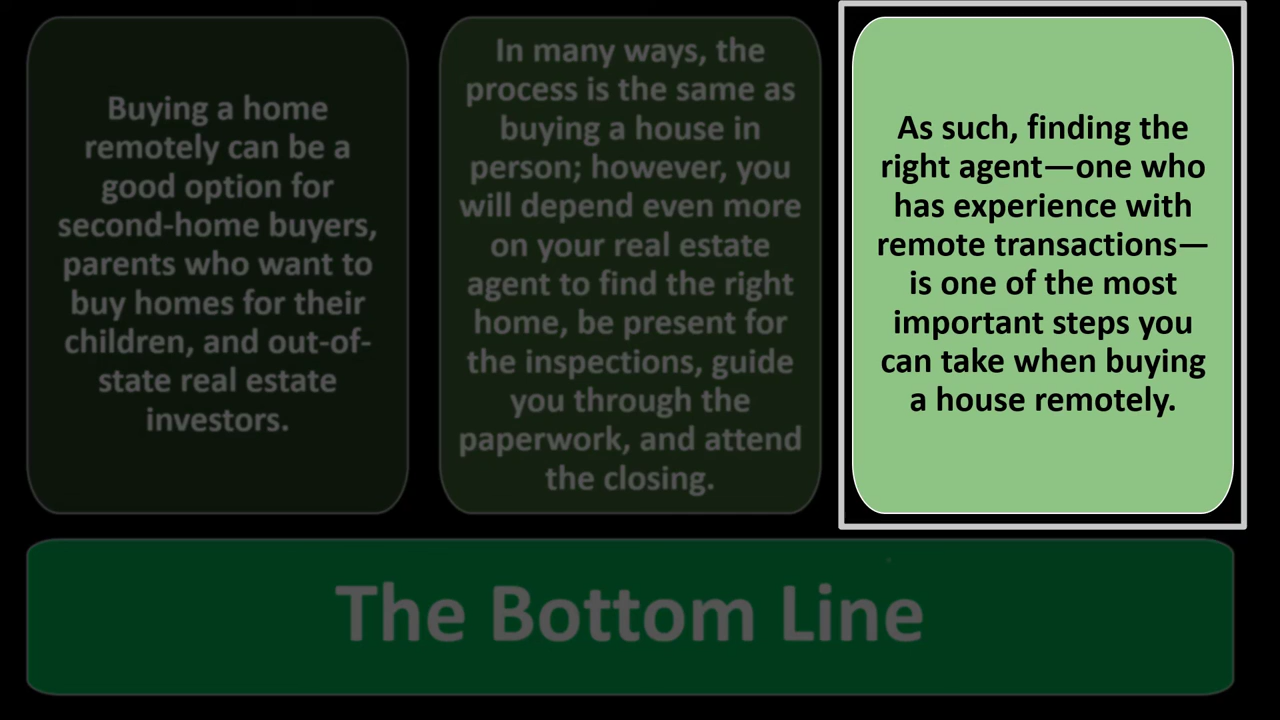 Buying a home
remotely can be a
good option for
second-home buyers,
parents who want to
buy homes for their
children, and out-of-
state real estate
investors.
In many ways, the
process is the same as
buying a house in
person; however, you
will depend even more
on your real estate
agent to find the right
home, be present for
the inspections, guide
you through the
paperwork, and attend
the closing.
As such, finding the
right agent—one who
has experience with
remote transactions—
is one of the most
important steps you
can take when buying
a house remotely.
The Bottom Line